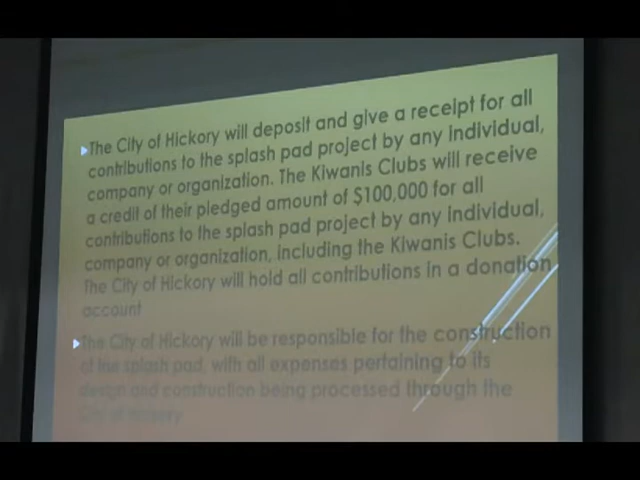 The City of Hickory will deposit and give a receipt for all
contributions to the splash pad project by any individual,
company or organization. The Kiwanis Clubs will receive
a credit of their pledged amount of $100,000 for all
contributions to the splash pad project by any individual,
company or organization, including the Kiwanis Clubs.
The City of Hickory will hold all contributions in a donation
account
The City of Hickory will be responsible for the construction
of the splash pad, with all expenses pertaining to its
design and construction being processed through the
City of Hickory